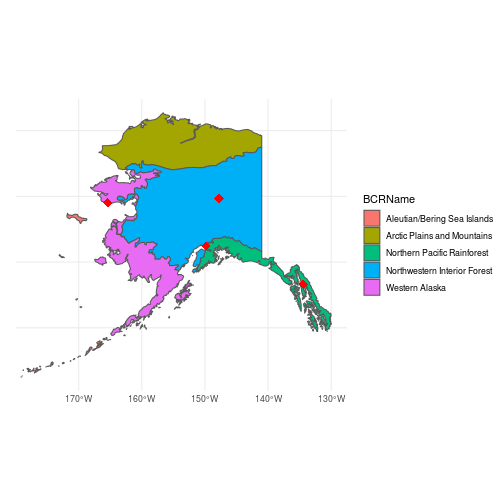 BCRName
Aleutian/Bering Sea Islands
Arctic Plains and Mountains
Northern Pacific Rainforest
Northwestern Interior Forest
Western Alaska
170°W 160°W 150°W 140°W 130°W